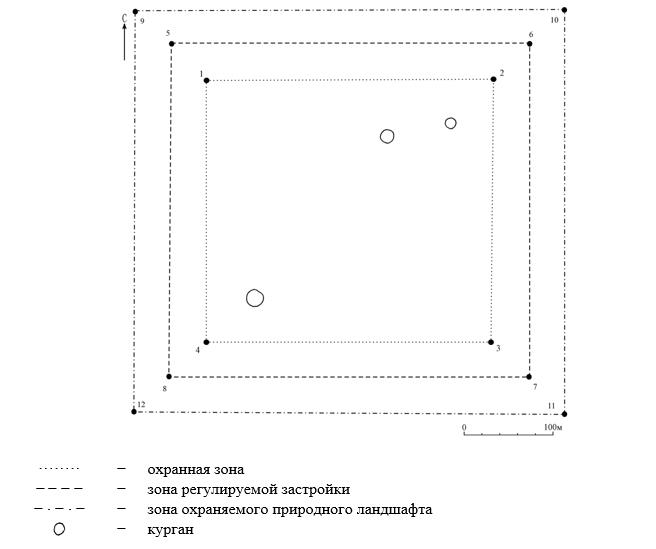 9
10
С
5
6
1
2
4
3
8
7
12
11
0 100м
– охранная зона
– зона регулируемой застройки
– зона охраняемого природного ландшафта
– курган